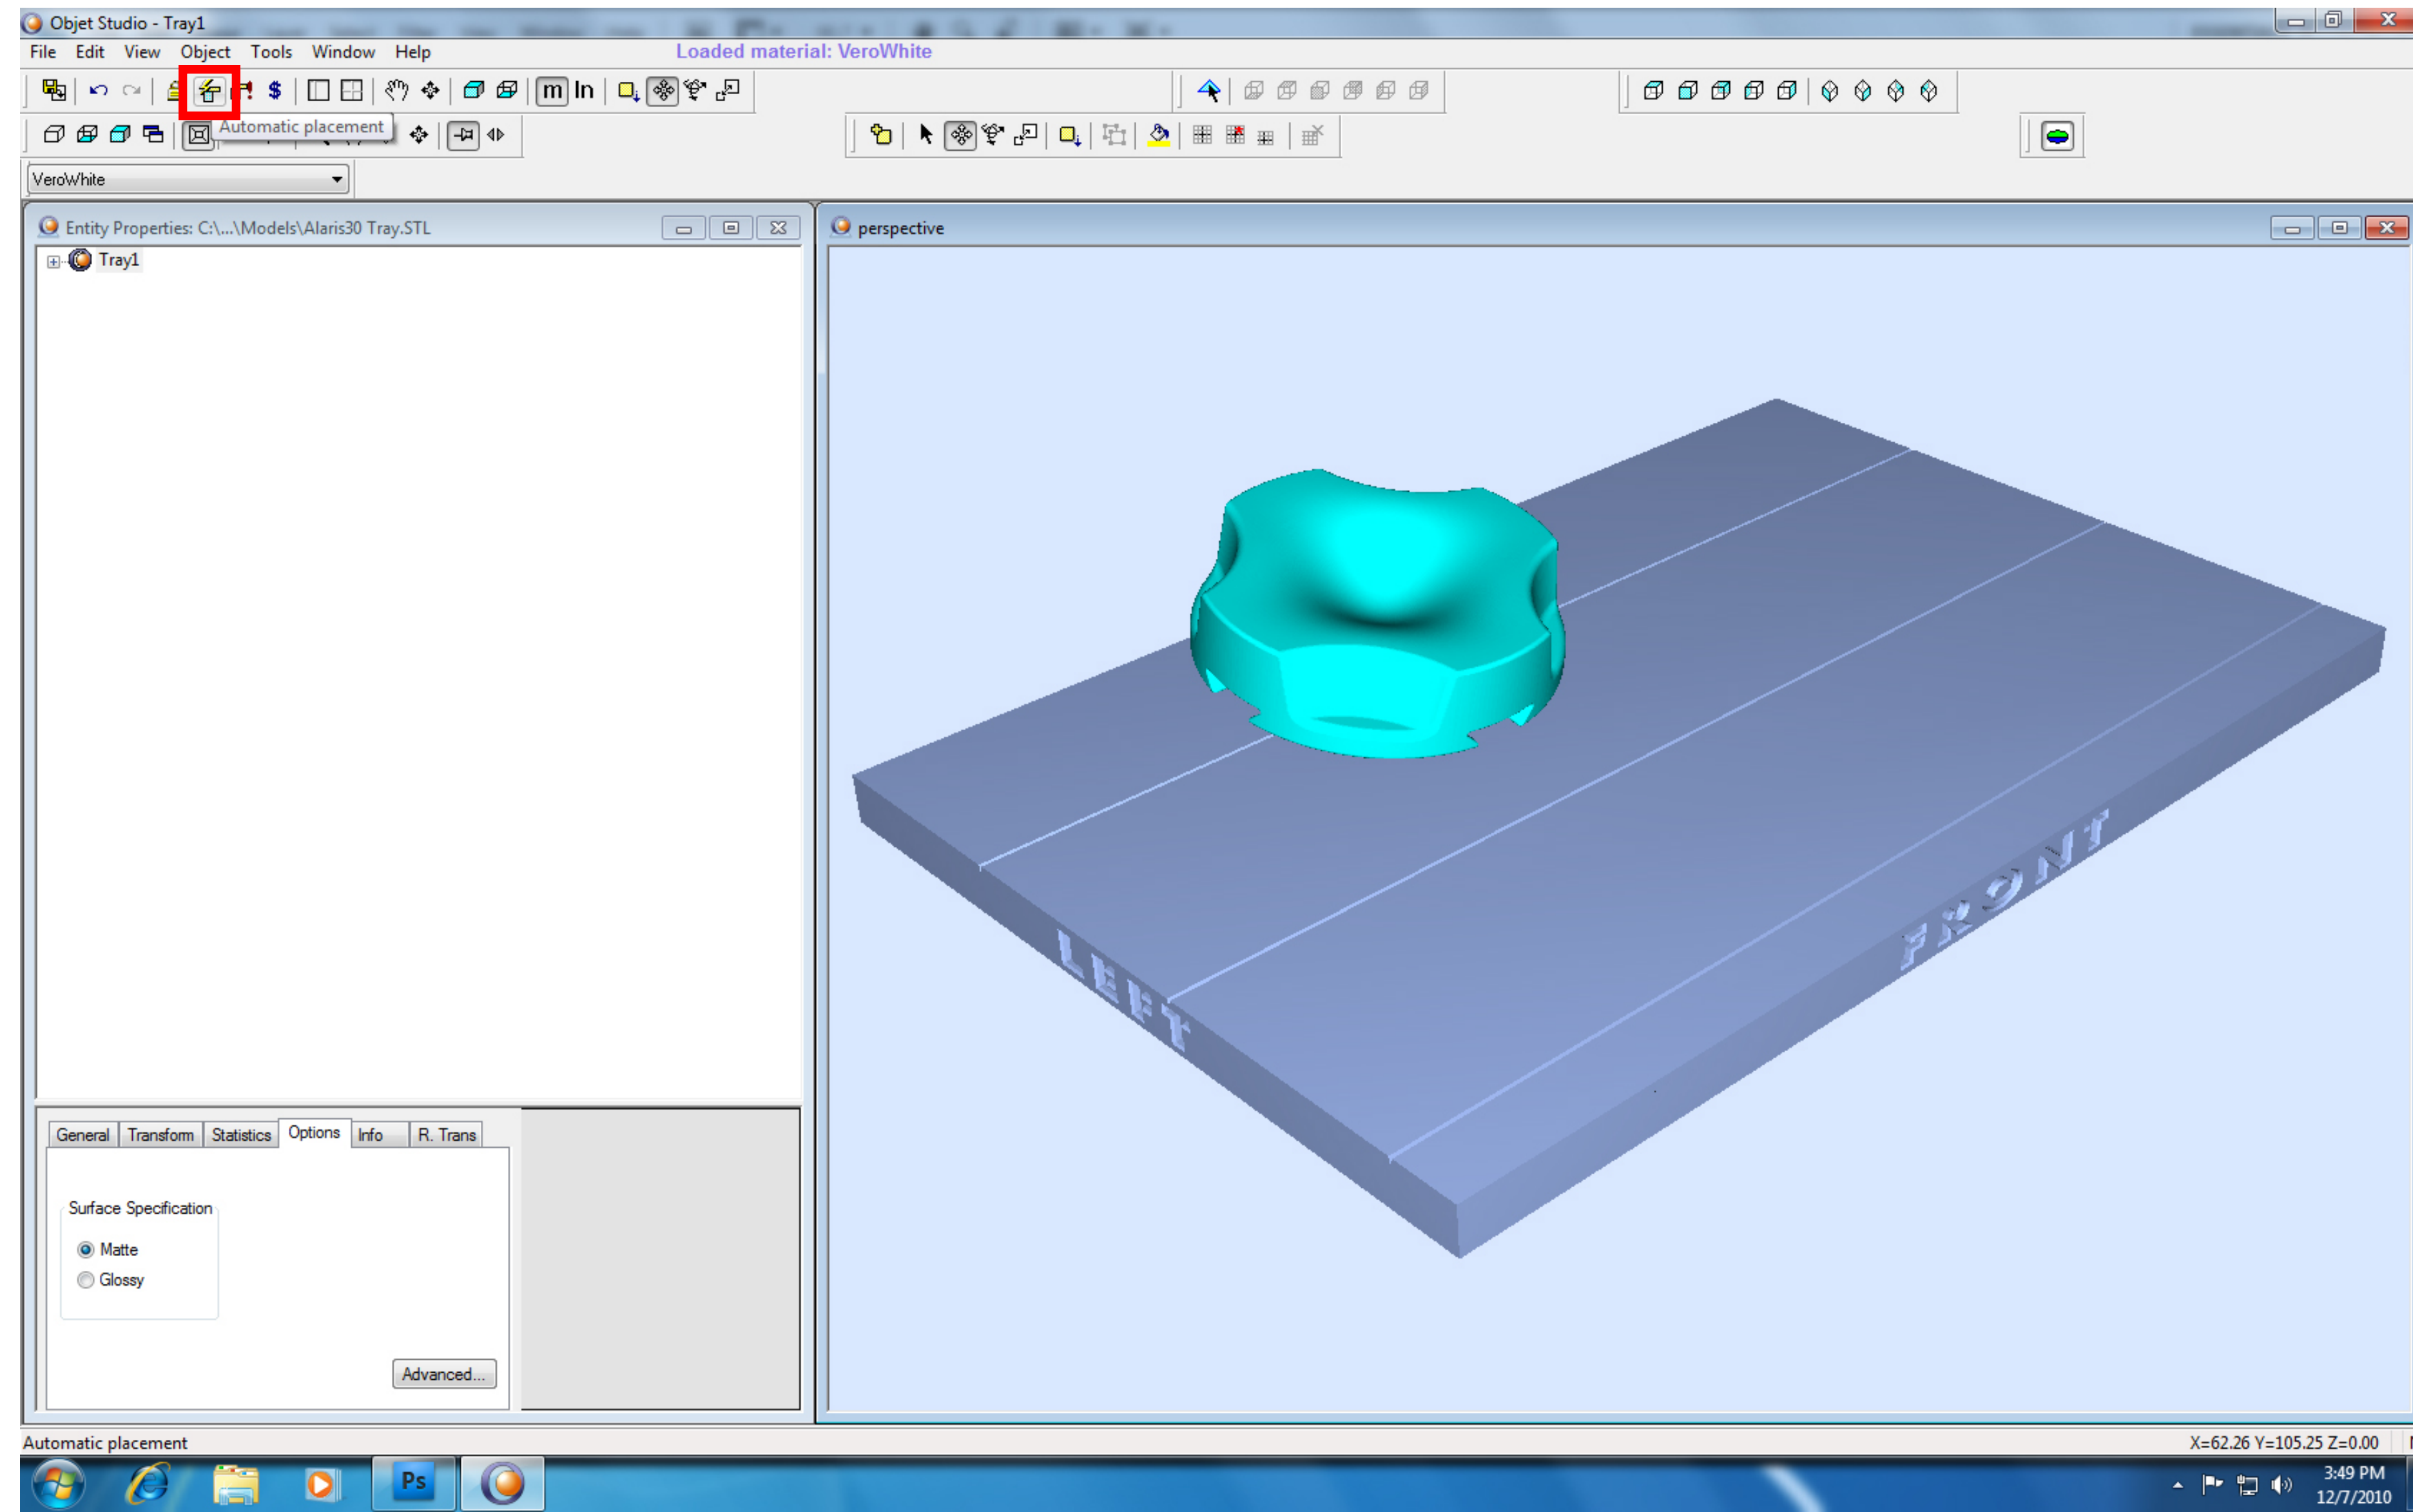 Objet Studio - Tray1
File Edit View Object Tools Window Help
Loaded material: VeroWhite
$ m In
Automatic placement
VeroWhite
Entity Properties: C:\...\Models\Alaris30 Tray.STL
perspective
Tray1
LEFT
FRONT
General Transform Statistics Options Info R. Trans
Surface Specification
Matte
Glossy
Advanced...
Automatic placement
X=62.26 Y=105.25 Z=0.00
Ps
3:49 PM
12/7/2010